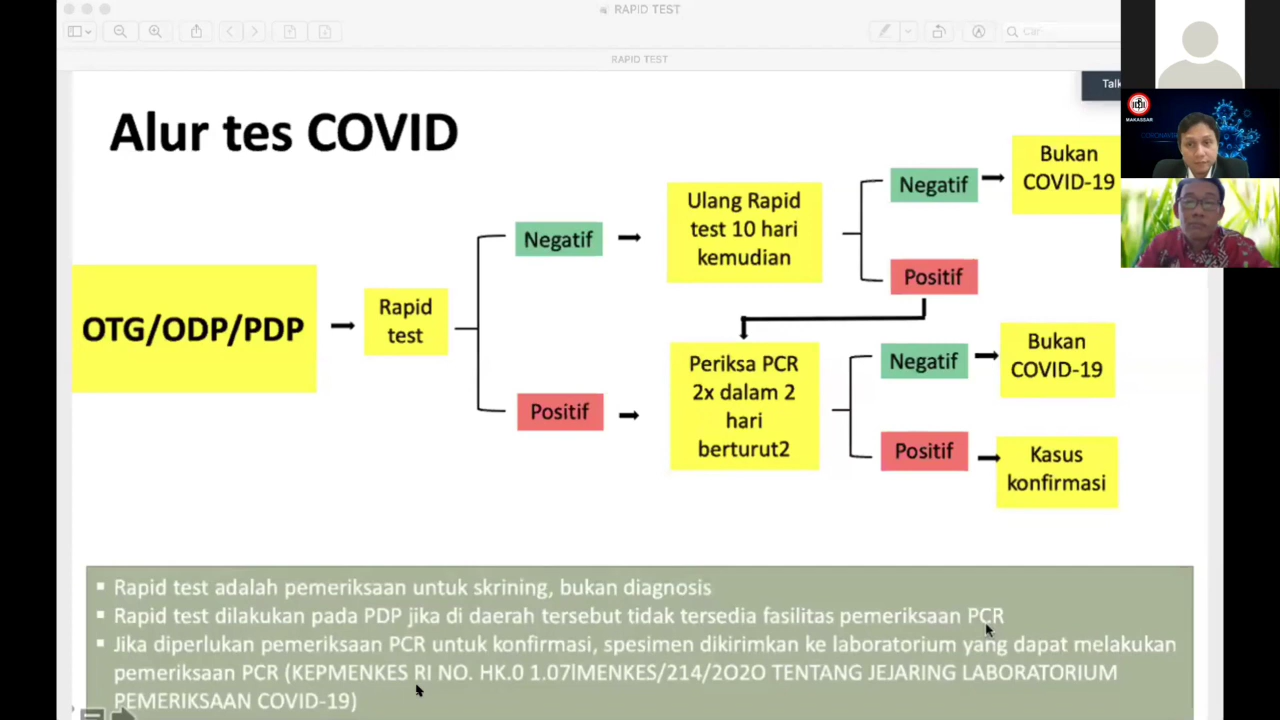 RAPID TEST
RAPID TEST
Talk
MAKASSAR
Alur tes COVID
OTG/ODP/PDP
Rapid
test
Negatif
Positif
Ulang Rapid
test 10 hari
kemudian
Negatif
Positif
Bukan
COVID-19
Periksa PCR
2x dalam 2
hari
berturut2
Negatif
Positif
Bukan
COVID-19
Kasus
konfirmasi
▪ Rapid test adalah pemeriksaan untuk skrining, bukan diagnosis
▪ Rapid test dilakukan pada PDP jika di daerah tersebut tidak tersedia fasilitas pemeriksaan PCR
▪ Jika diperlukan pemeriksaan PCR untuk konfirmasi, spesimen dikirimkan ke laboratorium yang dapat melakukan
pemeriksaan PCR (KEPMENKES RI NO. HK.0 1.07lMENKES/214/2O2O TENTANG JEJARING LABORATORIUM
PEMERIKSAAN COVID-19)